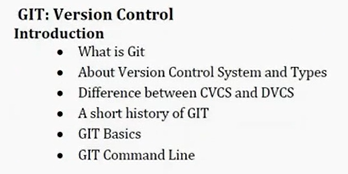 GIT: Version Control
Introduction
• What is Git
• About Version Control System and Types
• Difference between CVCS and DVCS
• A short history of GIT
• GIT Basics
• GIT Command Line